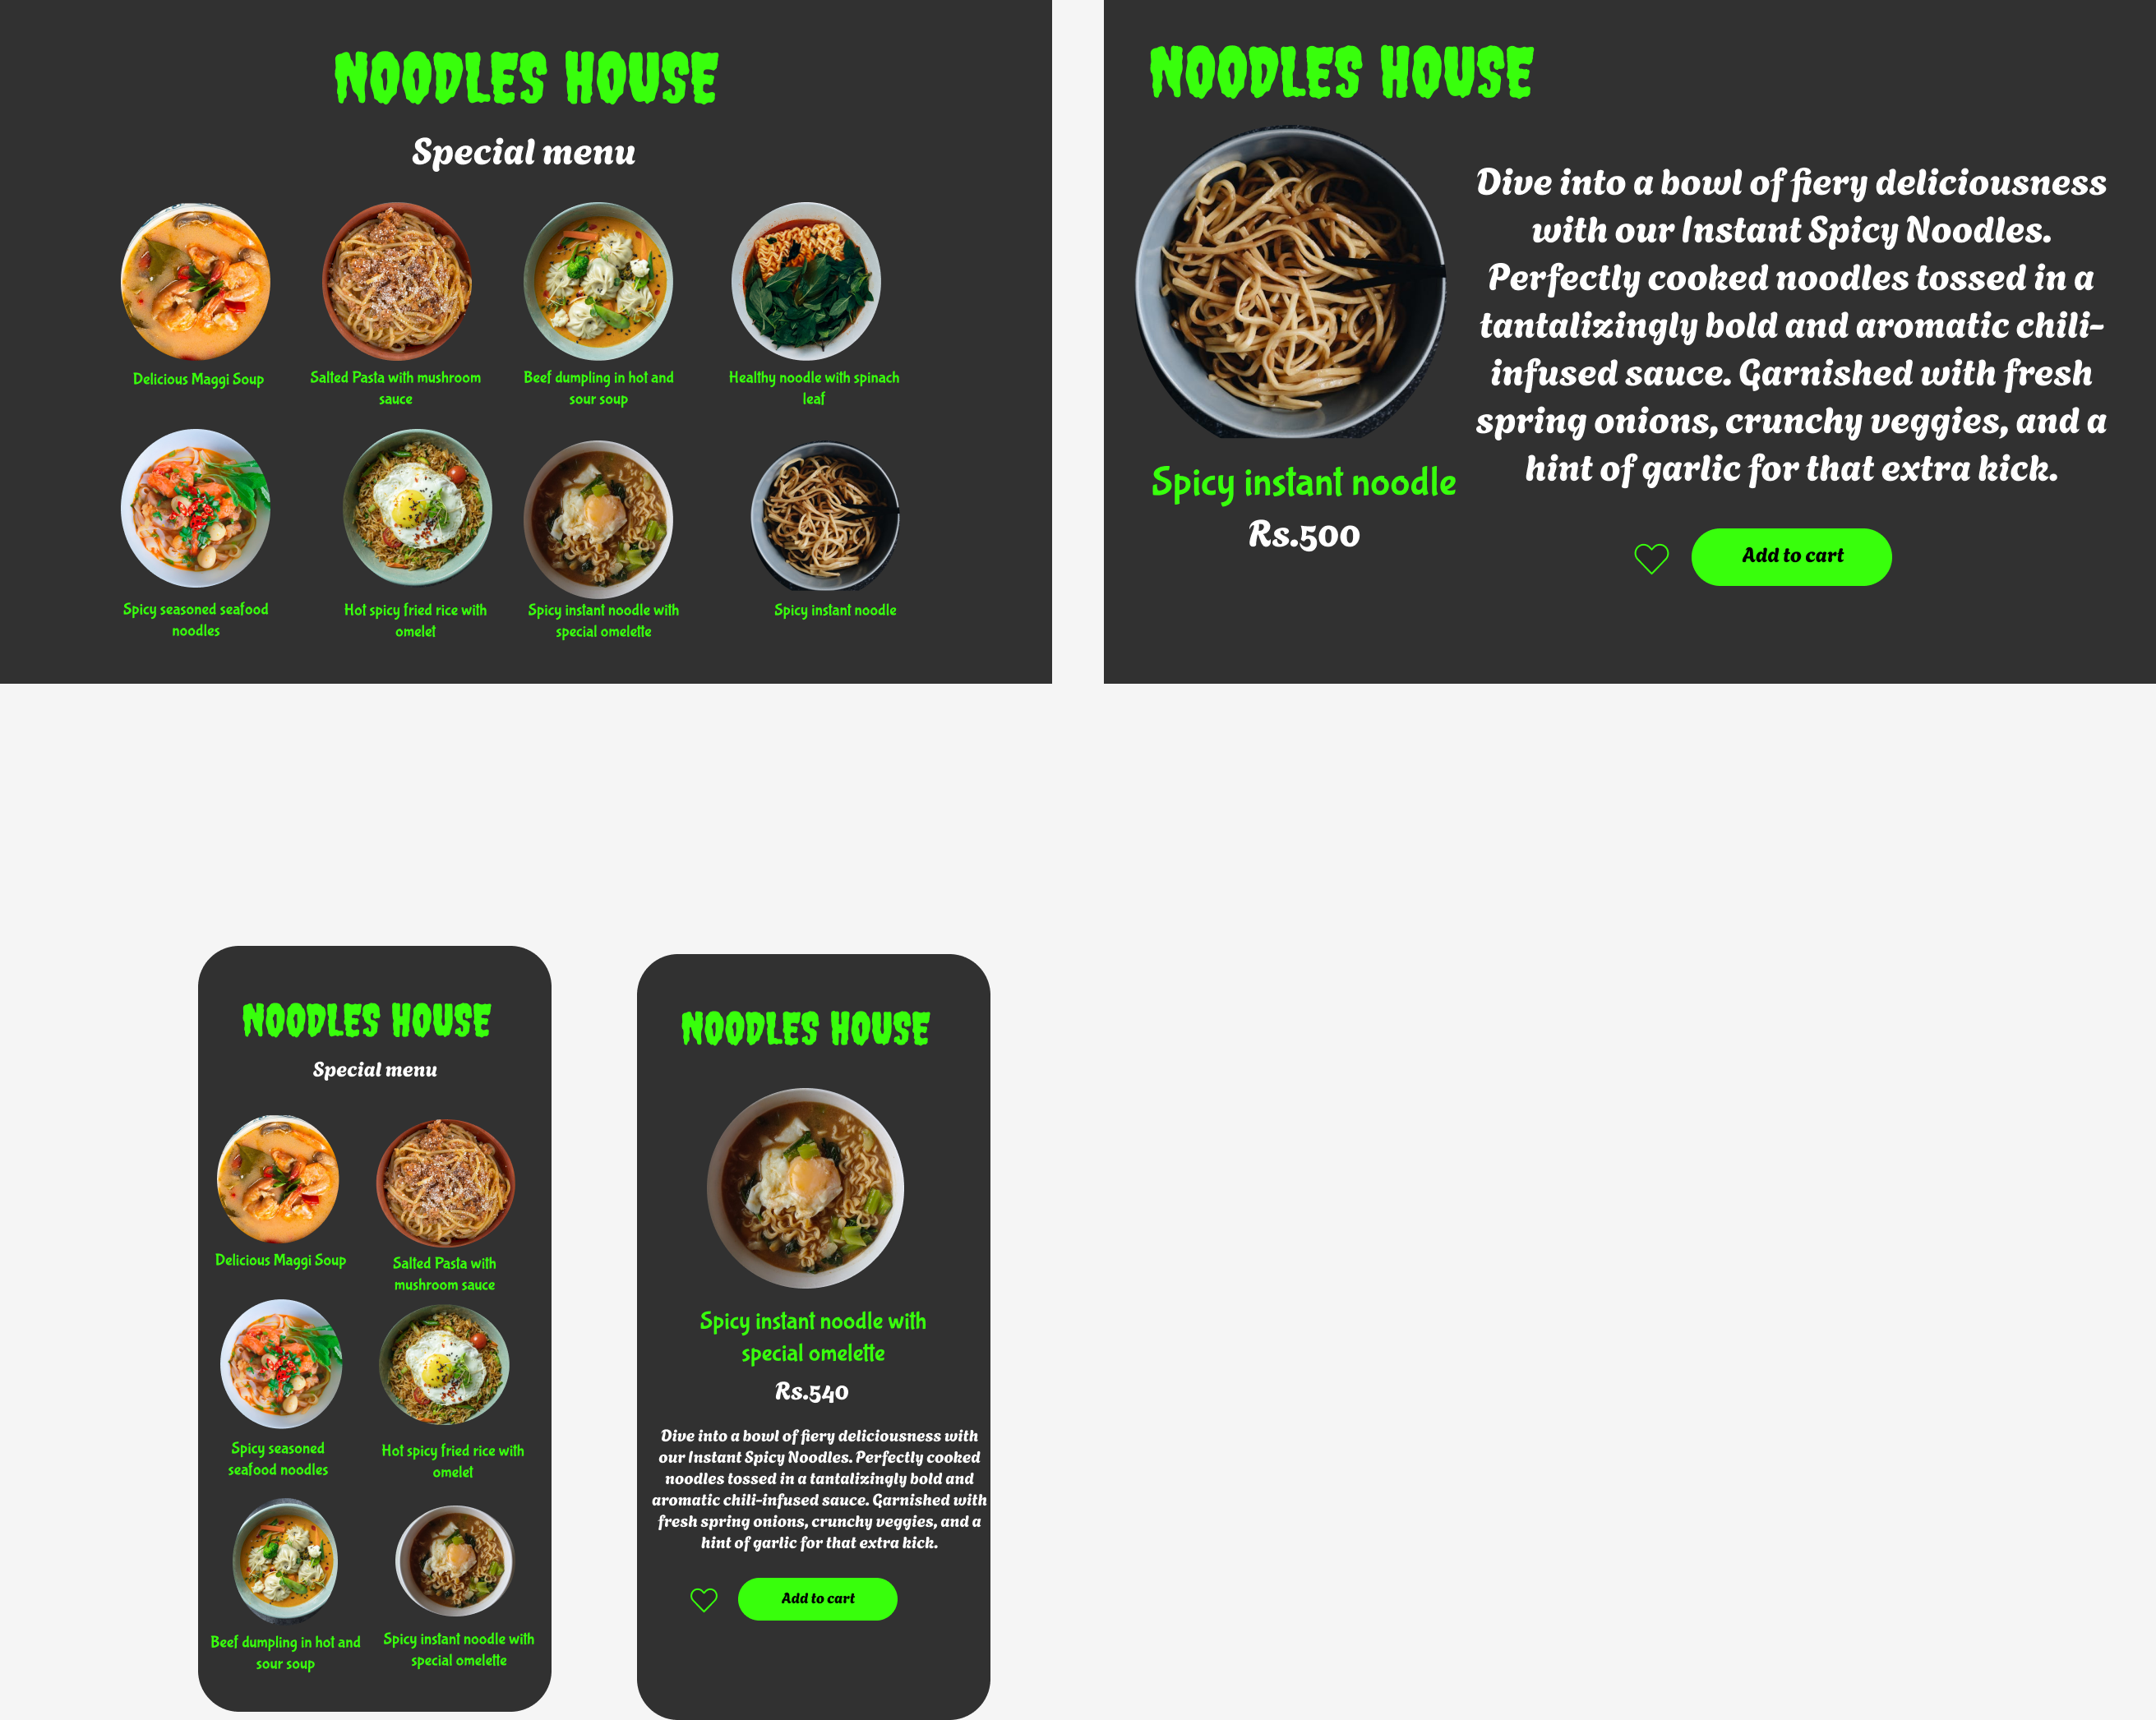 NOODLES HOUSE
Special menu
Delicious Maggi Soup
Salted Pasta with mushroom
sauce
Beef dumpling in hot and
sour soup
Healthy noodle with spinach
leaf
Spicy seasoned seafood
noodles
Hot spicy fried rice with
omelet
Spicy instant noodle with
special omelette
Spicy instant noodle
NOODLES HOUSE
Spicy instant noodle
Rs.500
Dive into a bowl of fiery deliciousness
with our Instant Spicy Noodles.
Perfectly cooked noodles tossed in a
tantalizingly bold and aromatic chili-
infused sauce. Garnished with fresh
spring onions, crunchy veggies, and a
hint of garlic for that extra kick.
Add to cart
NOODLES HOUSE
Special menu
Delicious Maggi Soup
Salted Pasta with
mushroom sauce
Spicy seasoned
seafood noodles
Hot spicy fried rice with
omelet
Beef dumpling in hot and
sour soup
Spicy instant noodle with
special omelette
NOODLES HOUSE
Spicy instant noodle with
special omelette
Rs.540
Dive into a bowl of fiery deliciousness with
our Instant Spicy Noodles. Perfectly cooked
noodles tossed in a tantalizingly bold and
aromatic chili-infused sauce. Garnished with
fresh spring onions, crunchy veggies, and a
hint of garlic for that extra kick.
Add to cart